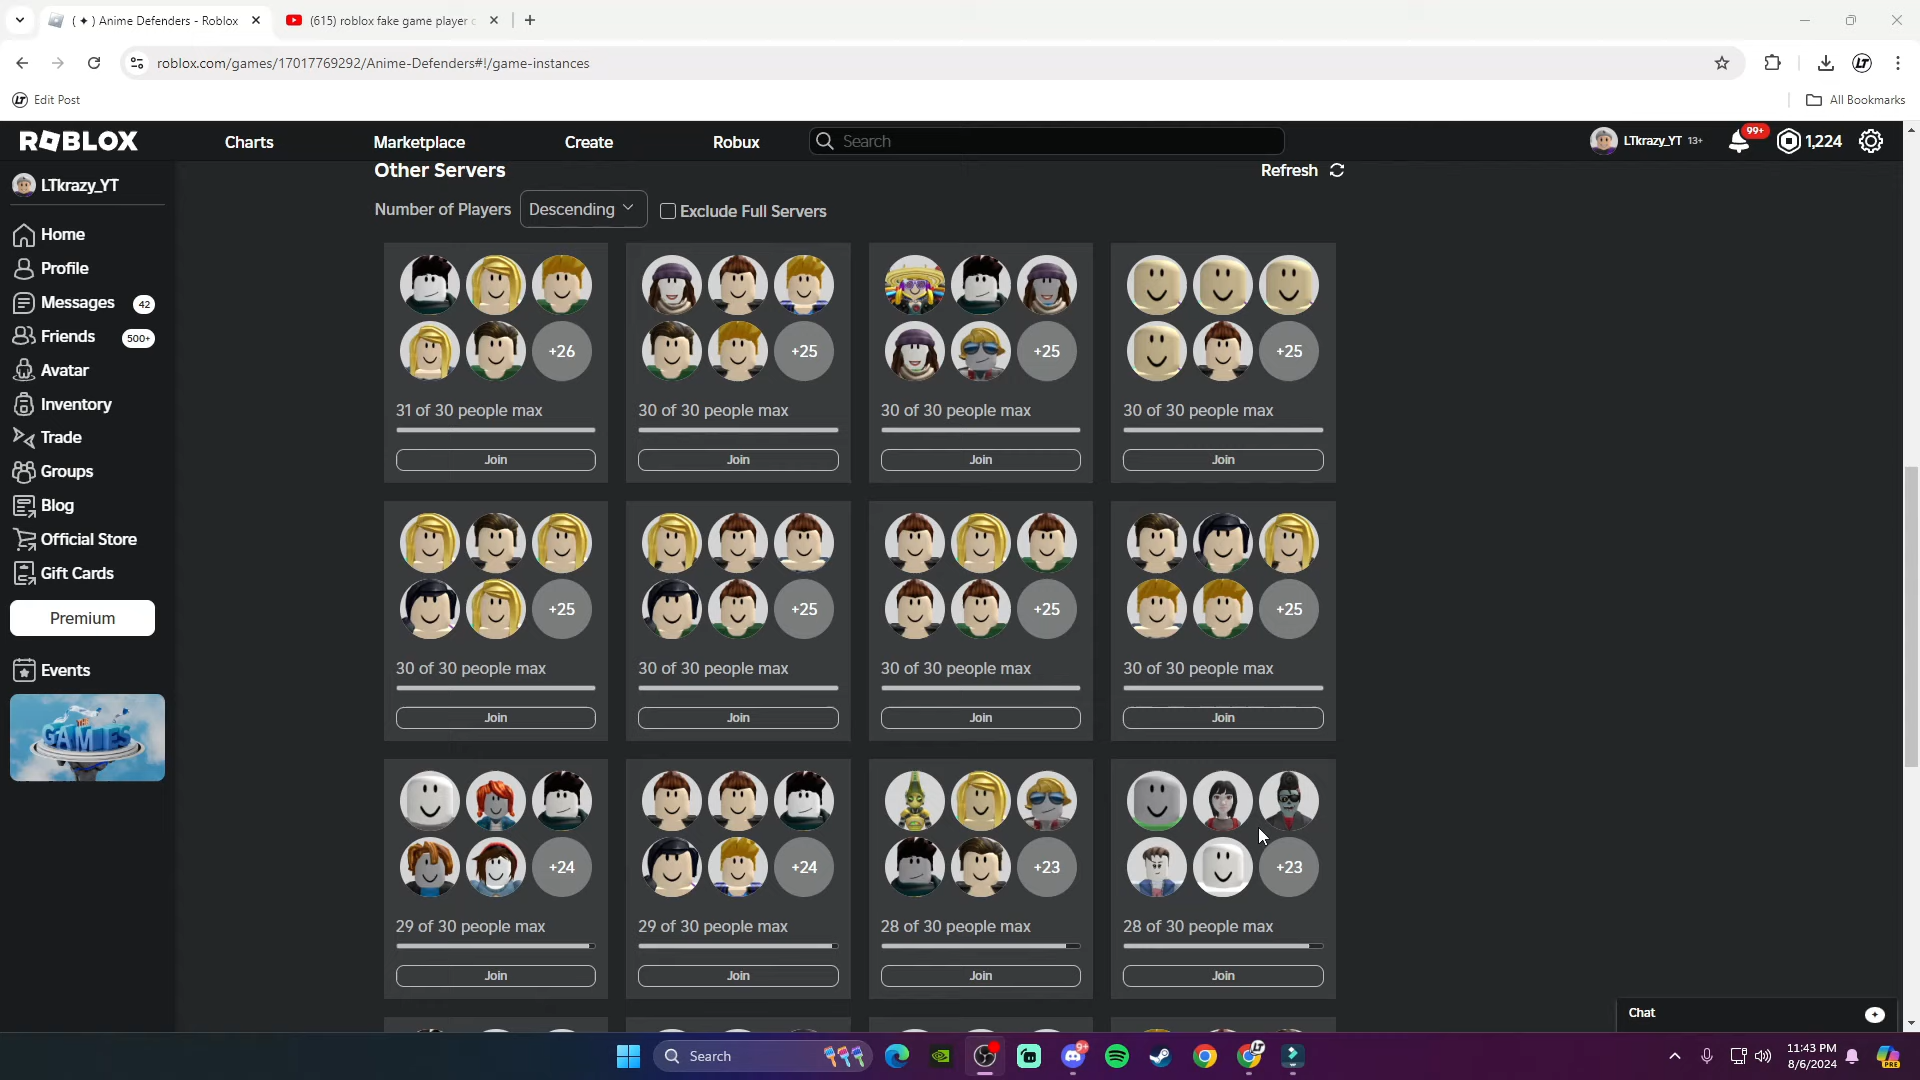 ( ✦ ) Anime Defenders - Roblox
(615) roblox fake game player c
roblox.com/games/17017769292/Anime-Defenders#!/game-instances
LT
Edit Post
All Bookmarks
ROBLOX
Charts
Marketplace
Create
Robux
Search
LTkrazy_YT 13+
99+
1,224
LTkrazy_YT
Home
Profile
Messages 42
Friends 500+
Avatar
Inventory
Trade
Groups
Blog
Official Store
Gift Cards
Premium
Events
THE GAMES
Other Servers
Refresh
Number of Players Descending Exclude Full Servers
+26 +25 +25 +25
31 of 30 people max 30 of 30 people max 30 of 30 people max 30 of 30 people max
Join Join Join Join
+25 +25 +25 +25
30 of 30 people max 30 of 30 people max 30 of 30 people max 30 of 30 people max
Join Join Join Join
+24 +24 +23 +23
29 of 30 people max 29 of 30 people max 28 of 30 people max 28 of 30 people max
Join Join Join Join
Chat
Search
9+
LT
11:43 PM
8/6/2024
PRE